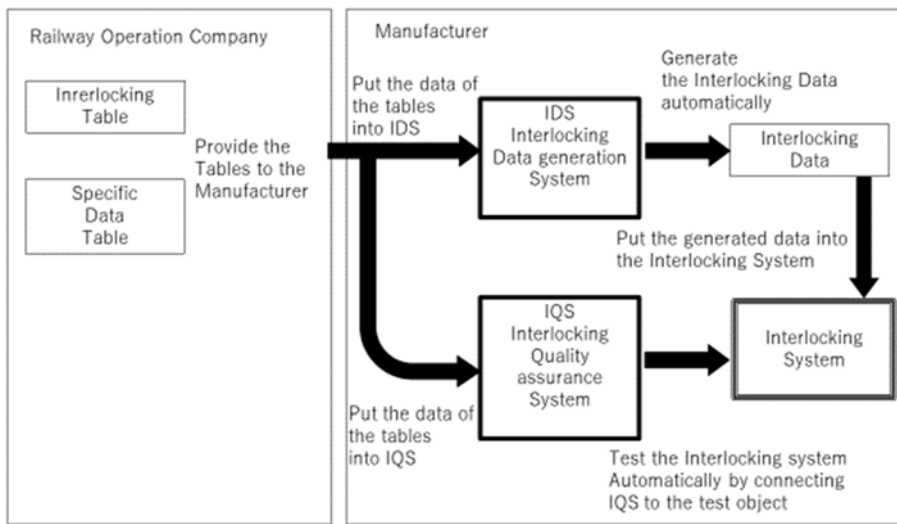 Railway Operation Company
Inrerlocking
Table
Specific
Data
Table
Provide the
Tables to the
Manufacturer
Manufacturer
Put the data of
the tables
into IDS
IDS
Interlocking
Data generation
System
Generate
the Interlocking Data
automatically
Interlocking
Data
Put the generated data into
the Interlocking System
IQS
Interlocking
Quality
assurance
System
Interlocking
System
Put the data of
the tables
into IQS
Test the Interlocking system
Automatically by connecting
IQS to the test object